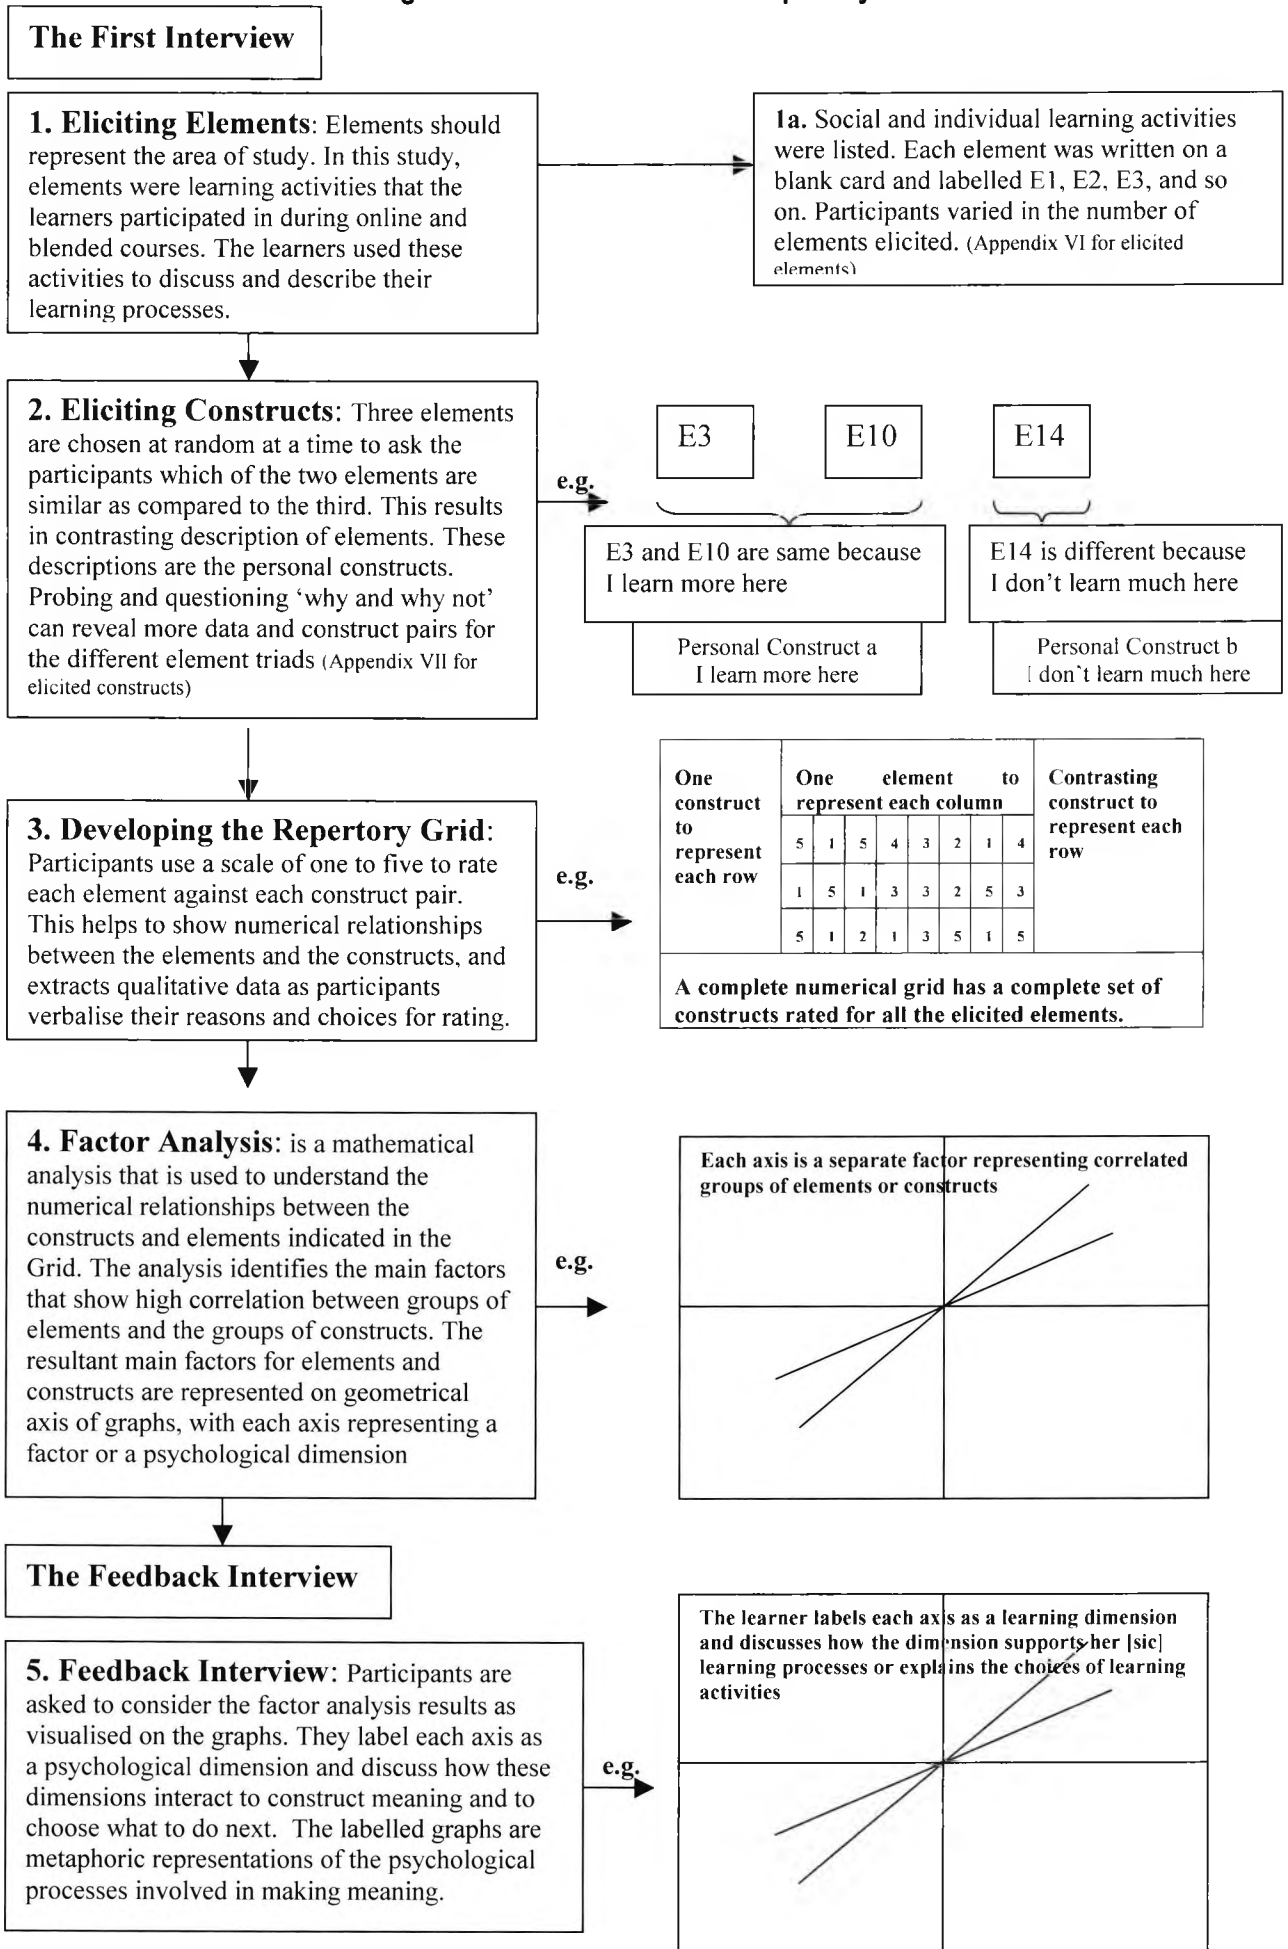 The First Interview
1. Eliciting Elements: Elements should
represent the area of study. In this study,
elements were learning activities that the
learners participated in during online and
blended courses. The learners used these
activities to discuss and describe their
learning processes.
1a. Social and individual learning activities
were listed. Each element was written on a
blank card and labelled E1, E2, E3, and so
on. Participants varied in the number of
elements elicited. (Appendix VI for elicited
elements)
2. Eliciting Constructs: Three elements
are chosen at random at a time to ask the
participants which of the two elements are
similar as compared to the third. This results
in contrasting description of elements. These
descriptions are the personal constructs.
Probing and questioning ‘why and why not’
can reveal more data and construct pairs for
the different element triads (Appendix VII for
elicited constructs)
e.g.
E3 E10 E14
E3 and E10 are same because
I learn more here
E14 is different because
I don’t learn much here
Personal Construct a
I learn more here
Personal Construct b
I don’t learn much here
3. Developing the Repertory Grid:
Participants use a scale of one to five to rate
each element against each construct pair.
This helps to show numerical relationships
between the elements and the constructs, and
extracts qualitative data as participants
verbalise their reasons and choices for rating.
e.g.
One
construct
to
represent
each row
One element to
represent each column
5 1 5 4 3 2 1 4
1 5 1 3 3 2 5 3
5 1 2 1 3 5 1 5
Contrasting
construct to
represent each
row
A complete numerical grid has a complete set of
constructs rated for all the elicited elements.
4. Factor Analysis: is a mathematical
analysis that is used to understand the
numerical relationships between the
constructs and elements indicated in the
Grid. The analysis identifies the main factors
that show high correlation between groups of
elements and the groups of constructs. The
resultant main factors for elements and
constructs are represented on geometrical
axis of graphs, with each axis representing a
factor or a psychological dimension
e.g.
Each axis is a separate factor representing correlated
groups of elements or constructs
The Feedback Interview
5. Feedback Interview: Participants are
asked to consider the factor analysis results as
visualised on the graphs. They label each axis as
a psychological dimension and discuss how these
dimensions interact to construct meaning and to
choose what to do next. The labelled graphs are
metaphoric representations of the psychological
processes involved in making meaning.
e.g.
The learner labels each axis as a learning dimension
and discusses how the dimension supports her [sic]
learning processes or explains the choices of learning
activities